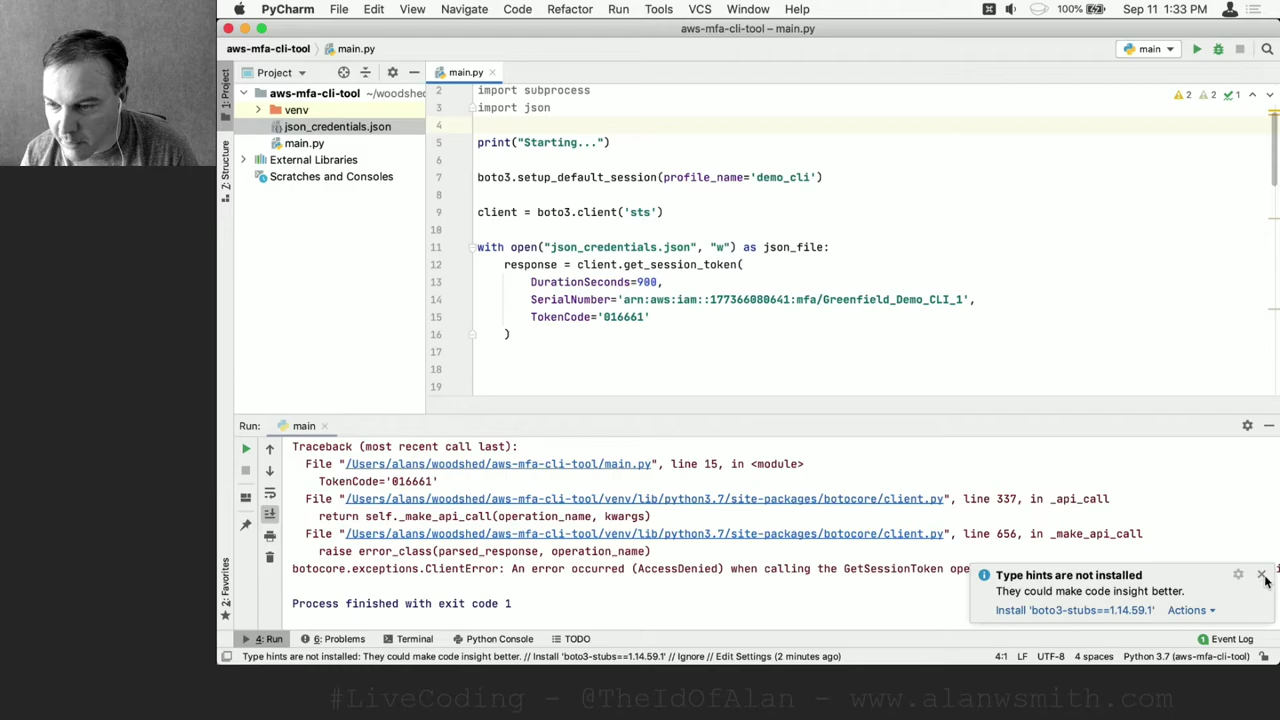 PyCharm File Edit View Navigate Code Refactor Run Tools VCS Window Help 100% Sep 11 1:33 PM
aws-mfa-cli-tool – main.py
aws-mfa-cli-tool main.py main
1: Project Project main.py
aws-mfa-cli-tool ~/woodshed
venv
json_credentials.json
main.py
External Libraries
Scratches and Consoles
Z: Structure
2 import subprocess 2 2 1
3 import json
4
5 print("Starting...")
6
7 boto3.setup_default_session(profile_name='demo_cli')
8
9 client = boto3.client('sts')
10
11 with open("json_credentials.json", "w") as json_file:
12 response = client.get_session_token(
13 DurationSeconds=900,
14 SerialNumber='arn:aws:iam::177366080641:mfa/Greenfield_Demo_CLI_1',
15 TokenCode='016661'
16 )
17
18
19
Run: main
Traceback (most recent call last):
File "/Users/alans/woodshed/aws-mfa-cli-tool/main.py", line 15, in <module>
TokenCode='016661'
File "/Users/alans/woodshed/aws-mfa-cli-tool/venv/lib/python3.7/site-packages/botocore/client.py", line 337, in _api_call
return self._make_api_call(operation_name, kwargs)
File "/Users/alans/woodshed/aws-mfa-cli-tool/venv/lib/python3.7/site-packages/botocore/client.py", line 656, in _make_api_call
raise error_class(parsed_response, operation_name)
botocore.exceptions.ClientError: An error occurred (AccessDenied) when calling the GetSessionToken ope
Process finished with exit code 1
2: Favorites
Type hints are not installed
They could make code insight better.
Install 'boto3-stubs==1.14.59.1' Actions
4: Run 6: Problems Terminal Python Console TODO 1 Event Log
Type hints are not installed: They could make code insight better. // Install 'boto3-stubs==1.14.59.1' // Ignore // Edit Settings (2 minutes ago) 4:1 LF UTF-8 4 spaces Python 3.7 (aws-mfa-cli-tool)
#LiveCoding - @TheIdOfAlan - www.alanwsmith.com